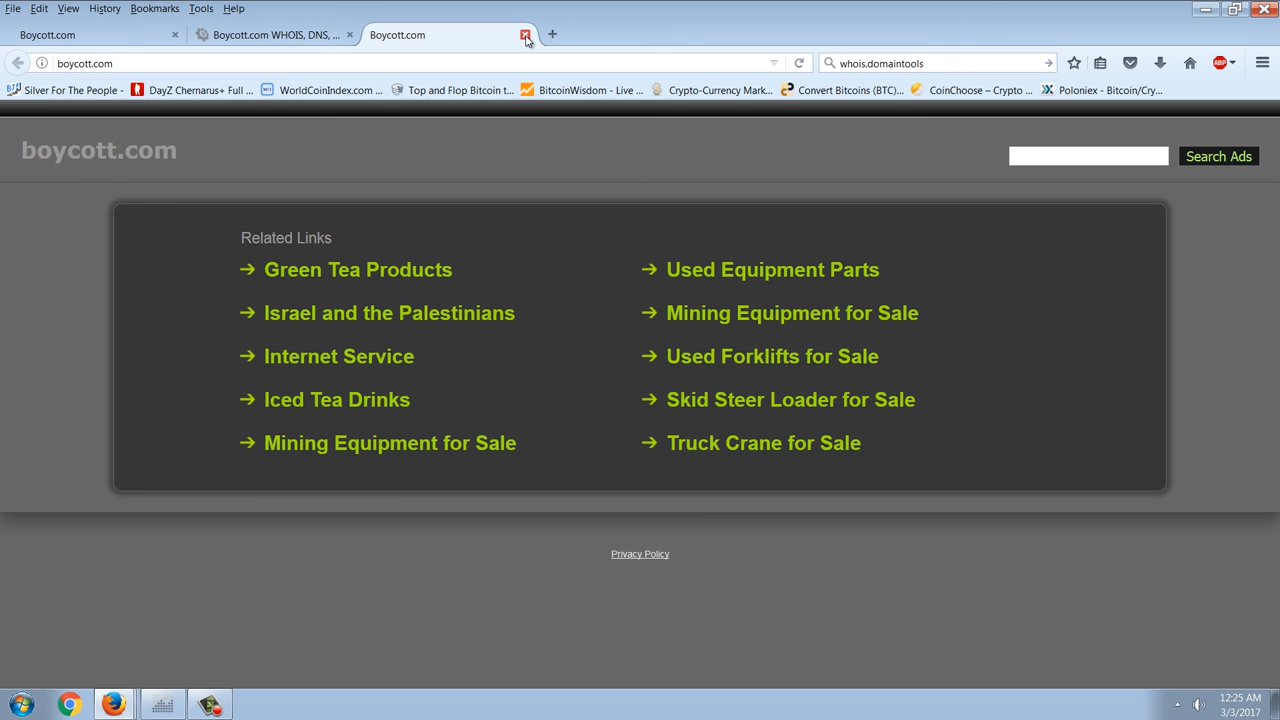 File Edit View History Bookmarks Tools Help
Boycott.com Boycott.com WHOIS, DNS, ... Boycott.com
boycott.com whois.domaintools ABP
Silver For The People - DayZ Chernarus+ Full ... WorldCoinIndex.com ... Top and Flop Bitcoin t... BitcoinWisdom - Live ... Crypto-Currency Mark... Convert Bitcoins (BTC)... CoinChoose – Crypto ... Poloniex - Bitcoin/Cry...
boycott.com
Search Ads
Related Links
Green Tea Products
Israel and the Palestinians
Internet Service
Iced Tea Drinks
Mining Equipment for Sale
Used Equipment Parts
Mining Equipment for Sale
Used Forklifts for Sale
Skid Steer Loader for Sale
Truck Crane for Sale
Privacy Policy
12:25 AM
3/3/2017